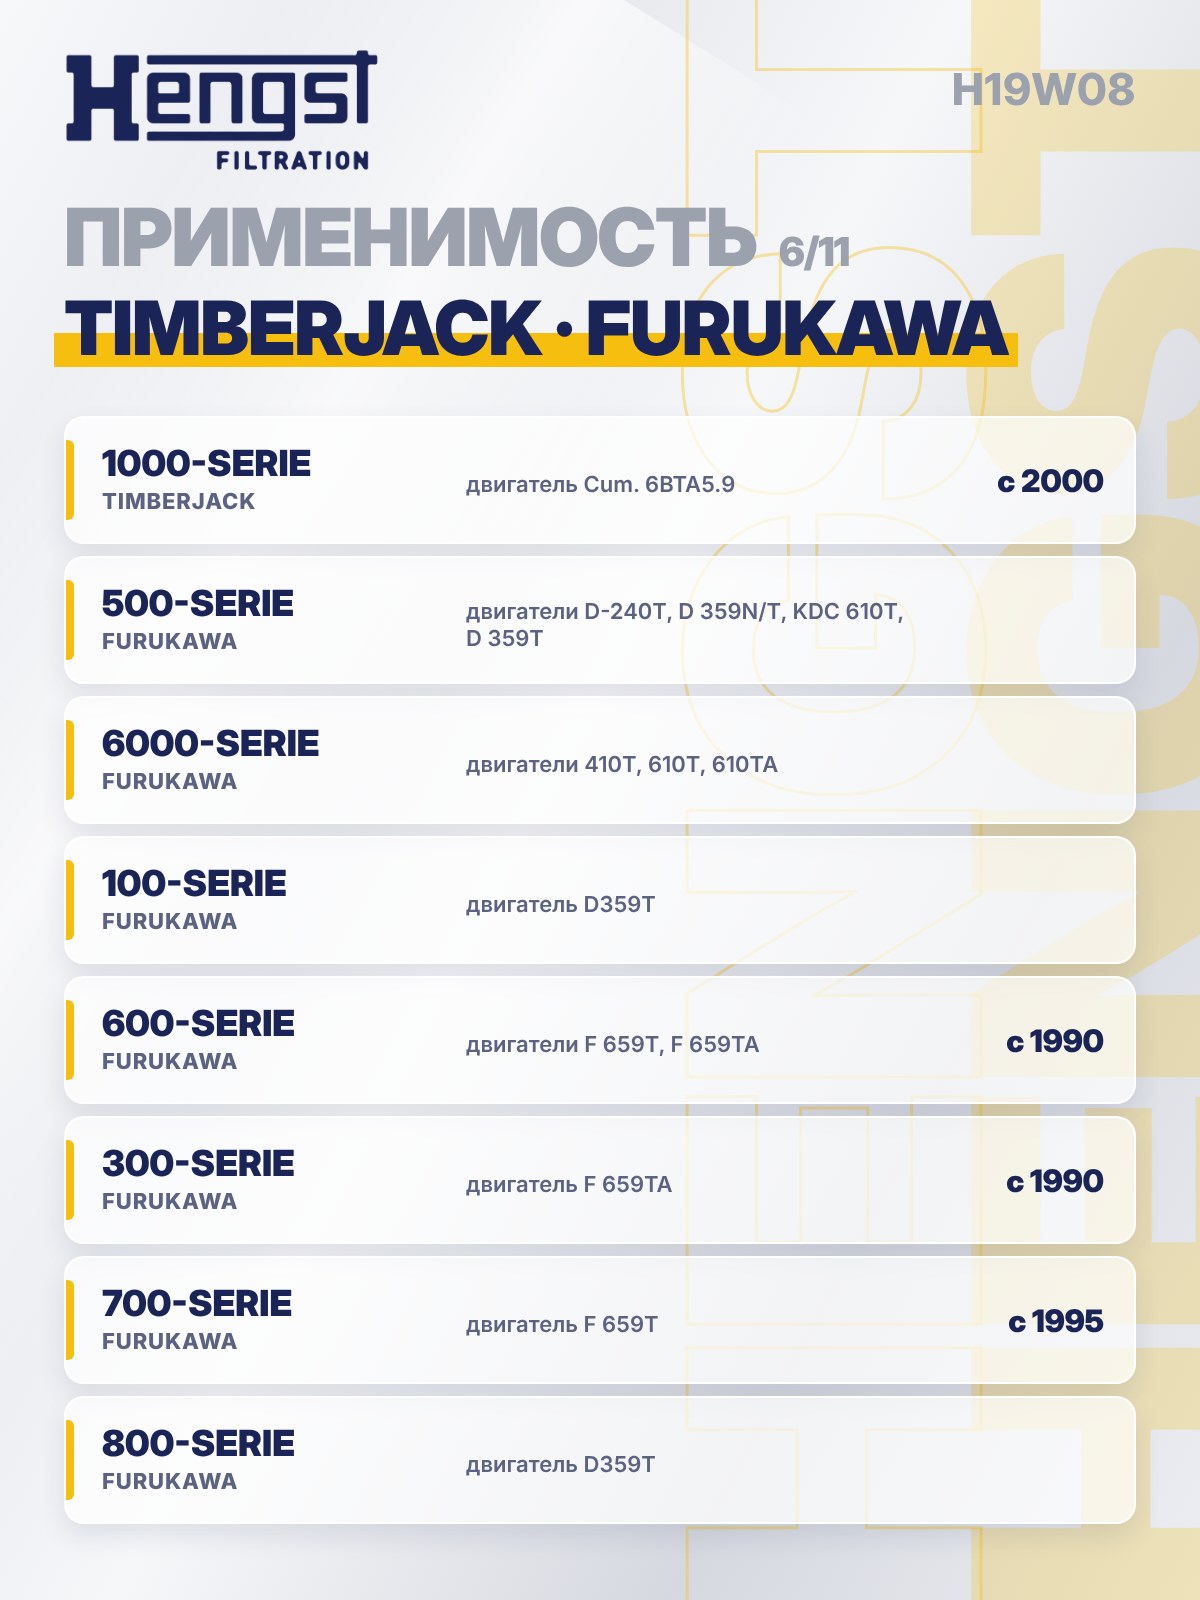 Hengst
FILTRATION
H19W08
ПРИМЕНИМОСТЬ 6/11
TIMBERJACK · FURUKAWA
1000-SERIE
TIMBERJACK
двигатель Cum. 6BTA5.9
с 2000
500-SERIE
FURUKAWA
двигатели D-240T, D 359N/T, KDC 610T,
D 359T
6000-SERIE
FURUKAWA
двигатели 410T, 610T, 610TA
100-SERIE
FURUKAWA
двигатель D359T
600-SERIE
FURUKAWA
двигатели F 659T, F 659TA
с 1990
300-SERIE
FURUKAWA
двигатель F 659TA
с 1990
700-SERIE
FURUKAWA
двигатель F 659T
с 1995
800-SERIE
FURUKAWA
двигатель D359T
HENGST
HENGST